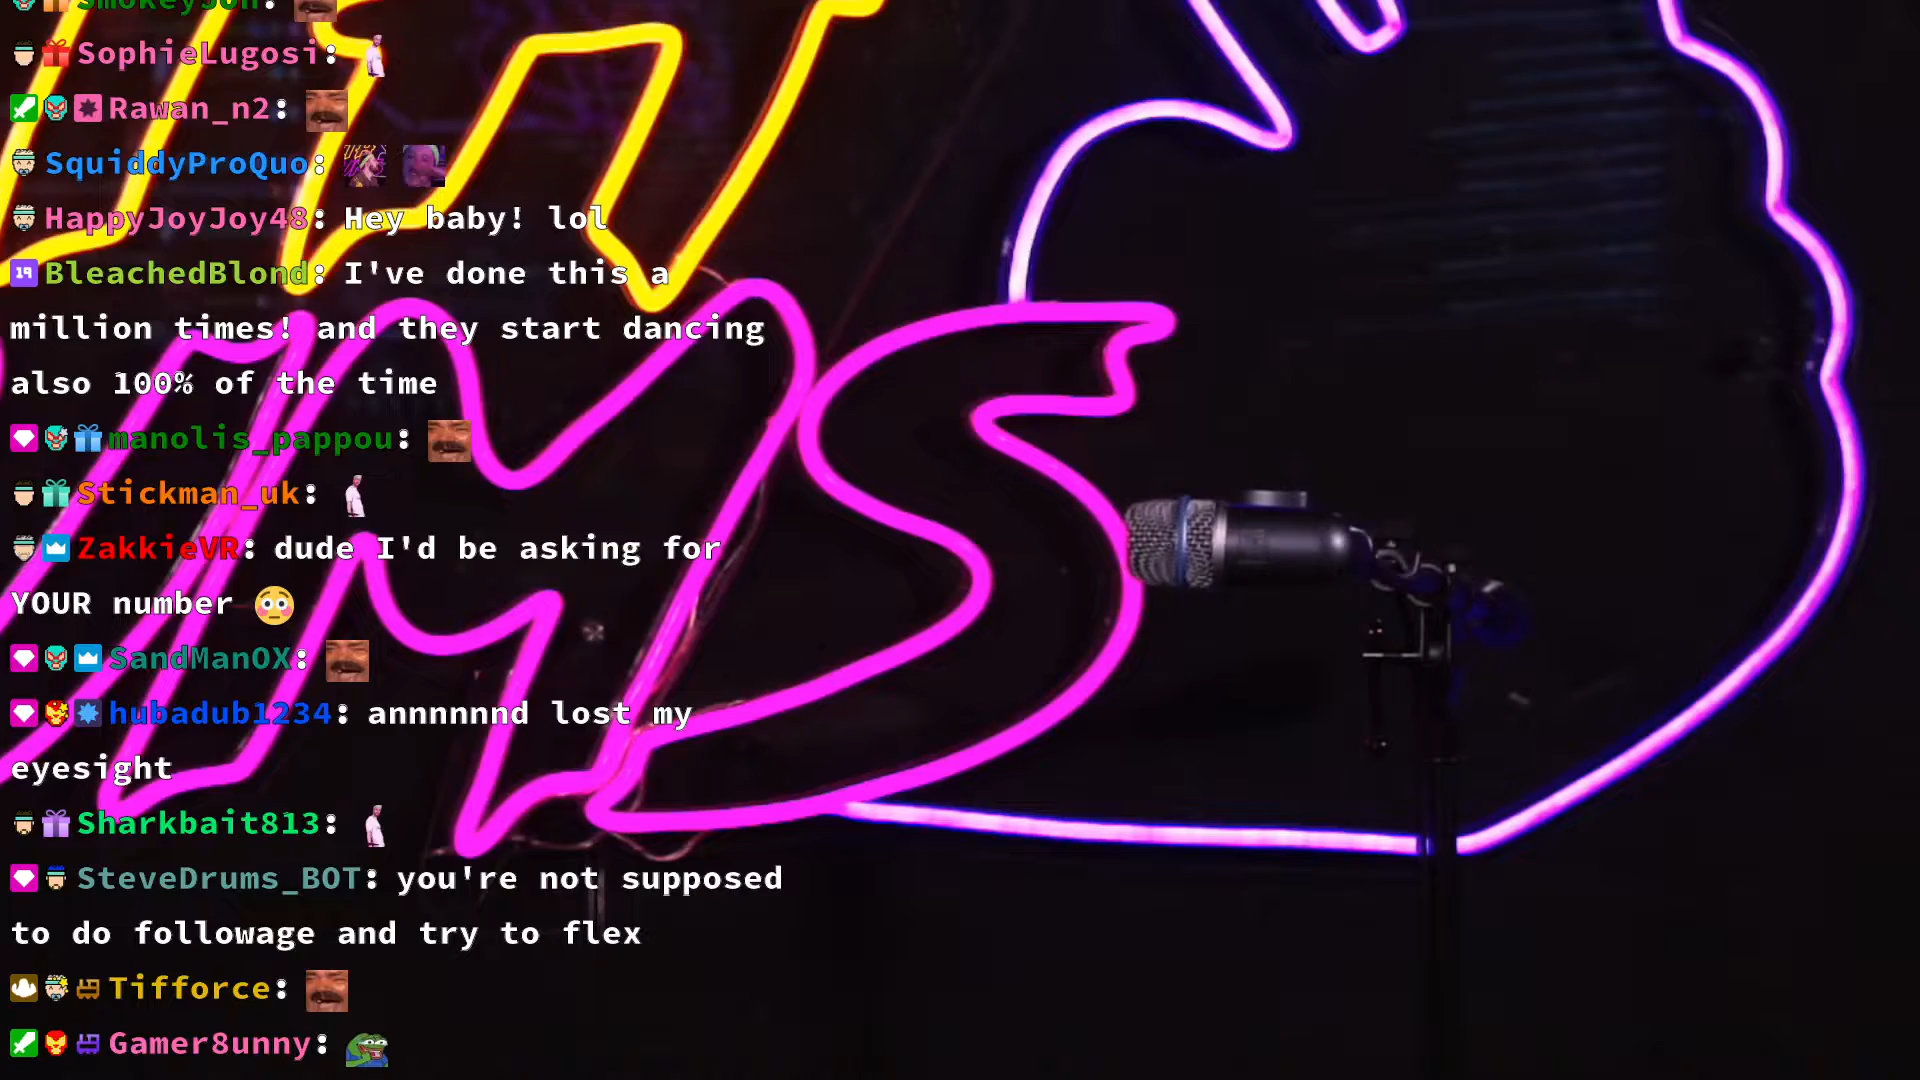 SmokeyJon:
SophieLugosi:
Rawan_n2:
SquiddyProQuo:
HappyJoyJoy48: Hey baby! lol
BleachedBlond: I've done this a
million times! and they start dancing
also 100% of the time
manolis_pappou:
Stickman_uk:
ZakkieVR: dude I'd be asking for
YOUR number 😳
SandManOX:
hubadub1234: annnnnnd lost my
eyesight
Sharkbait813:
SteveDrums_BOT: you're not supposed
to do followage and try to flex
Tifforce:
Gamer8unny: